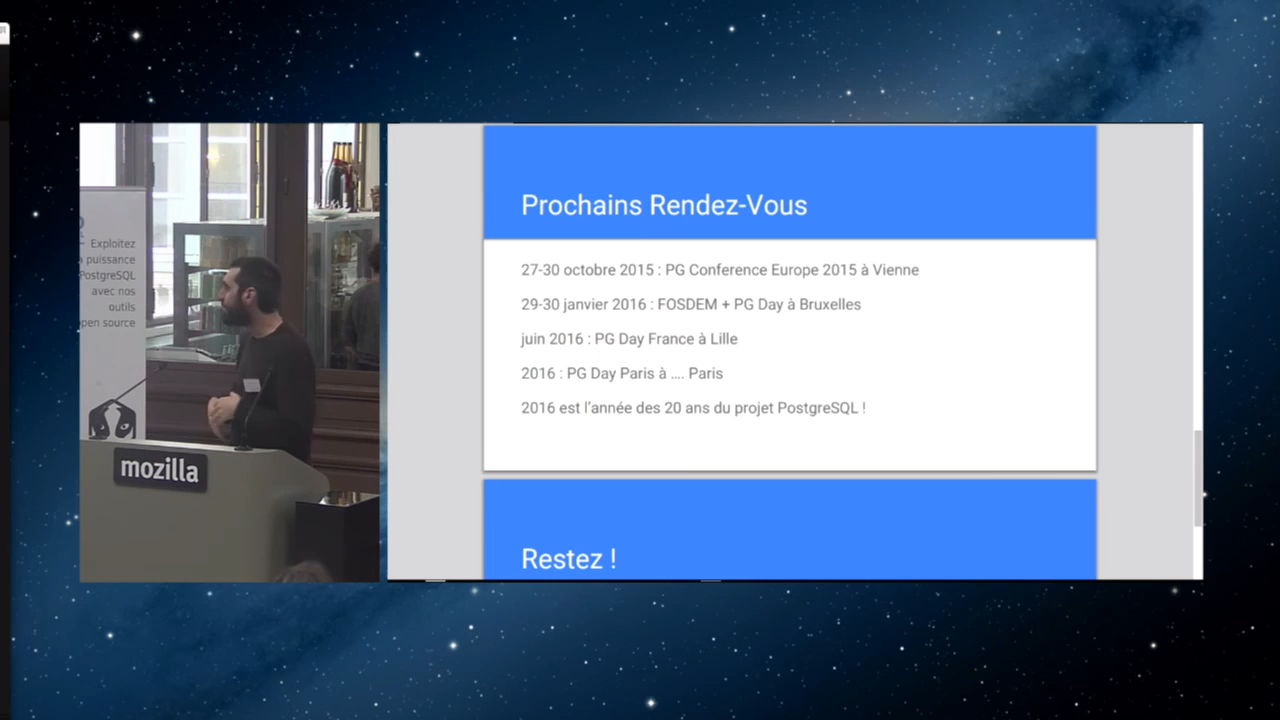 Exploitez
puissance
PostgreSQL
avec nos
outils
pen source
mozilla
Prochains Rendez-Vous
27-30 octobre 2015 : PG Conference Europe 2015 à Vienne
29-30 janvier 2016 : FOSDEM + PG Day à Bruxelles
juin 2016 : PG Day France à Lille
2016 : PG Day Paris à .... Paris
2016 est l'année des 20 ans du projet PostgreSQL !
Restez !